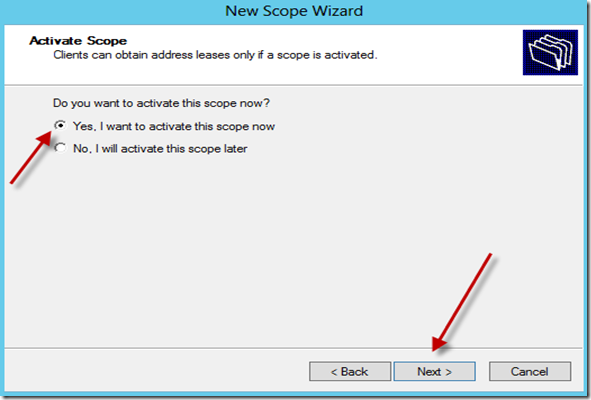 New Scope Wizard
Activate Scope
Clients can obtain address leases only if a scope is activated.
Do you want to activate this scope now?
Yes, I want to activate this scope now
No, I will activate this scope later
< Back
Next >
Cancel